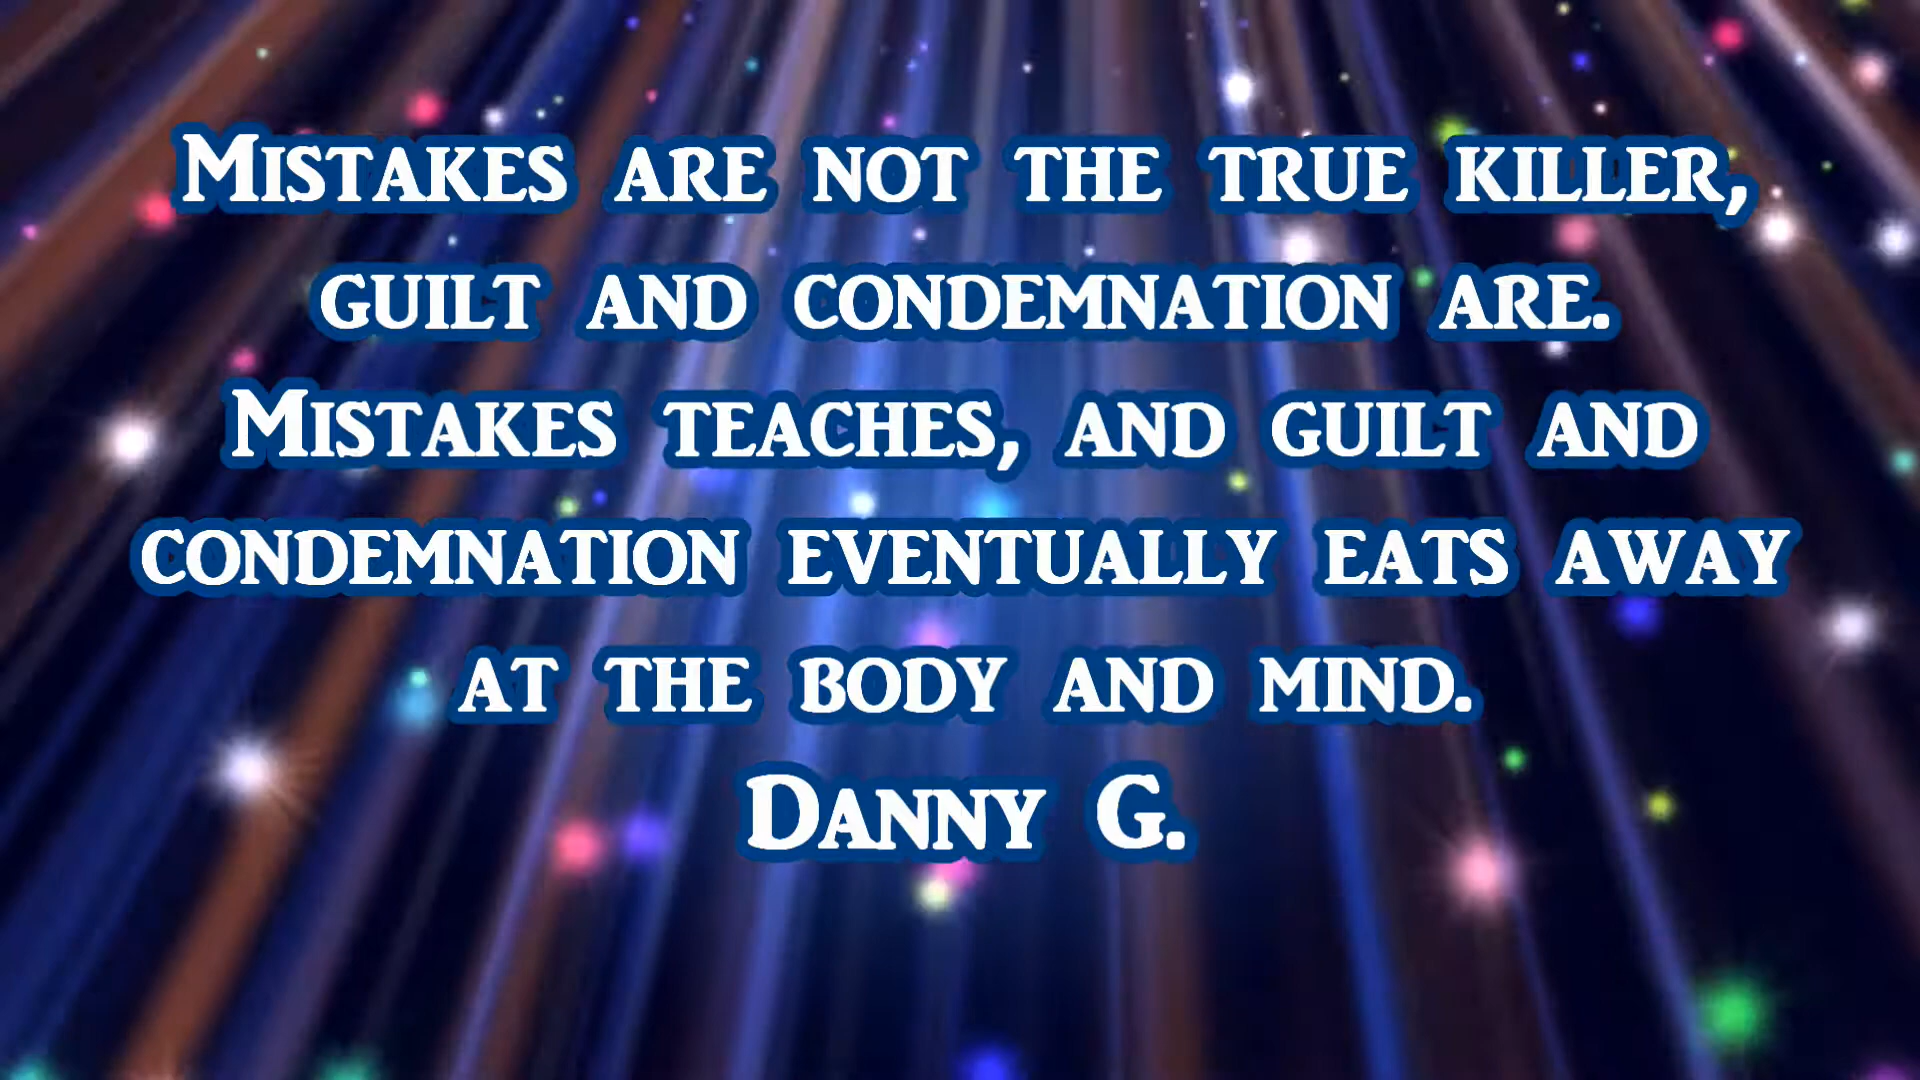 Mistakes are not the true killer,
guilt and condemnation are.
Mistakes teaches, and guilt and
condemnation eventually eats away
at the body and mind.
Danny G.